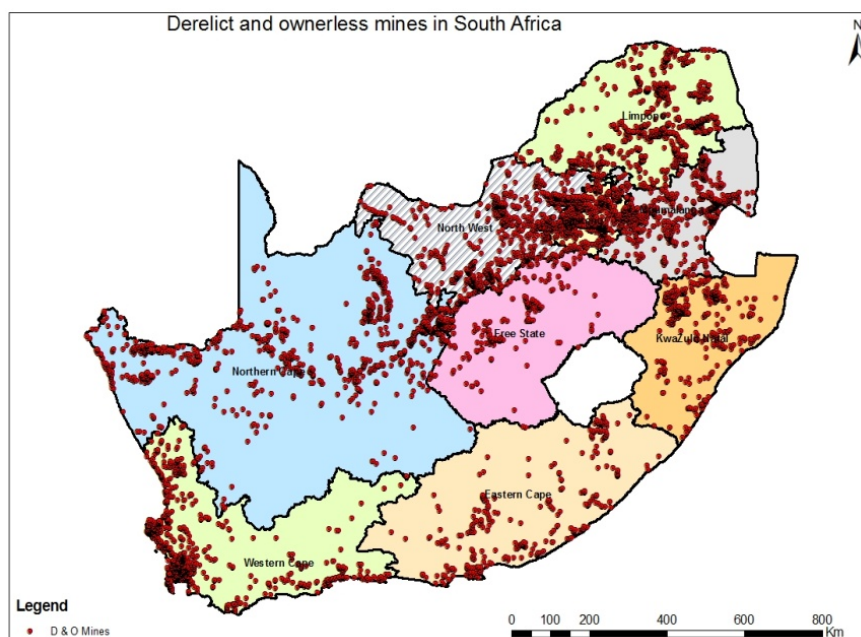 Derelict and ownerless mines in South Africa
N
Limpopo
North West
Free State
KwaZulu Natal
Northern Cape
Eastern Cape
Western Cape
Legend
D & O Mines
0 100 200 400 600 800
Km